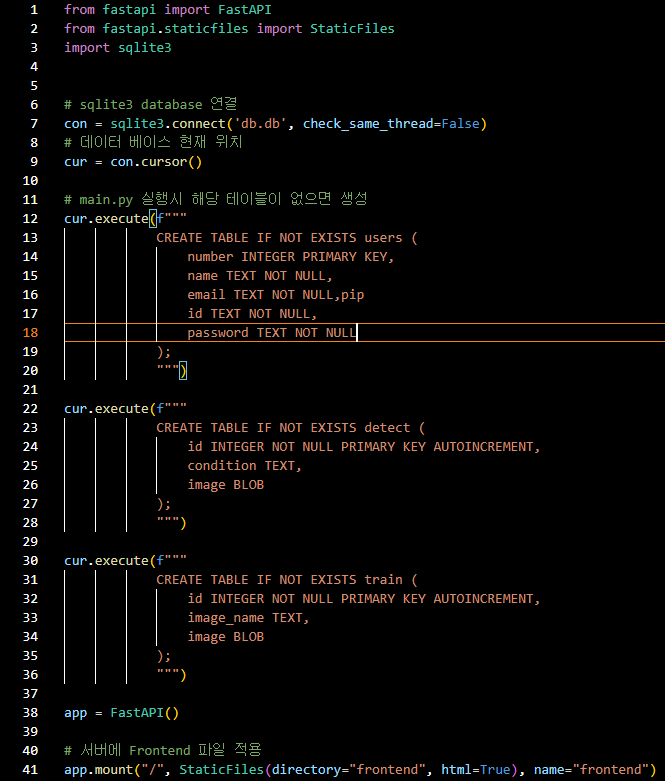 1 from fastapi import FastAPI
2 from fastapi.staticfiles import StaticFiles
3 import sqlite3
4
5
6 # sqlite3 database 연결
7 con = sqlite3.connect('db.db', check_same_thread=False)
8 # 데이터 베이스 현재 위치
9 cur = con.cursor()
10
11 # main.py 실행시 해당 테이블이 없으면 생성
12 cur.execute(f"""
13 CREATE TABLE IF NOT EXISTS users (
14 number INTEGER PRIMARY KEY,
15 name TEXT NOT NULL,
16 email TEXT NOT NULL,pip
17 id TEXT NOT NULL,
18 password TEXT NOT NULL
19 );
20 """)
21
22 cur.execute(f"""
23 CREATE TABLE IF NOT EXISTS detect (
24 id INTEGER NOT NULL PRIMARY KEY AUTOINCREMENT,
25 condition TEXT,
26 image BLOB
27 );
28 """)
29
30 cur.execute(f"""
31 CREATE TABLE IF NOT EXISTS train (
32 id INTEGER NOT NULL PRIMARY KEY AUTOINCREMENT,
33 image_name TEXT,
34 image BLOB
35 );
36 """)
37
38 app = FastAPI()
39
40 # 서버에 Frontend 파일 적용
41 app.mount("/", StaticFiles(directory="frontend", html=True), name="frontend")